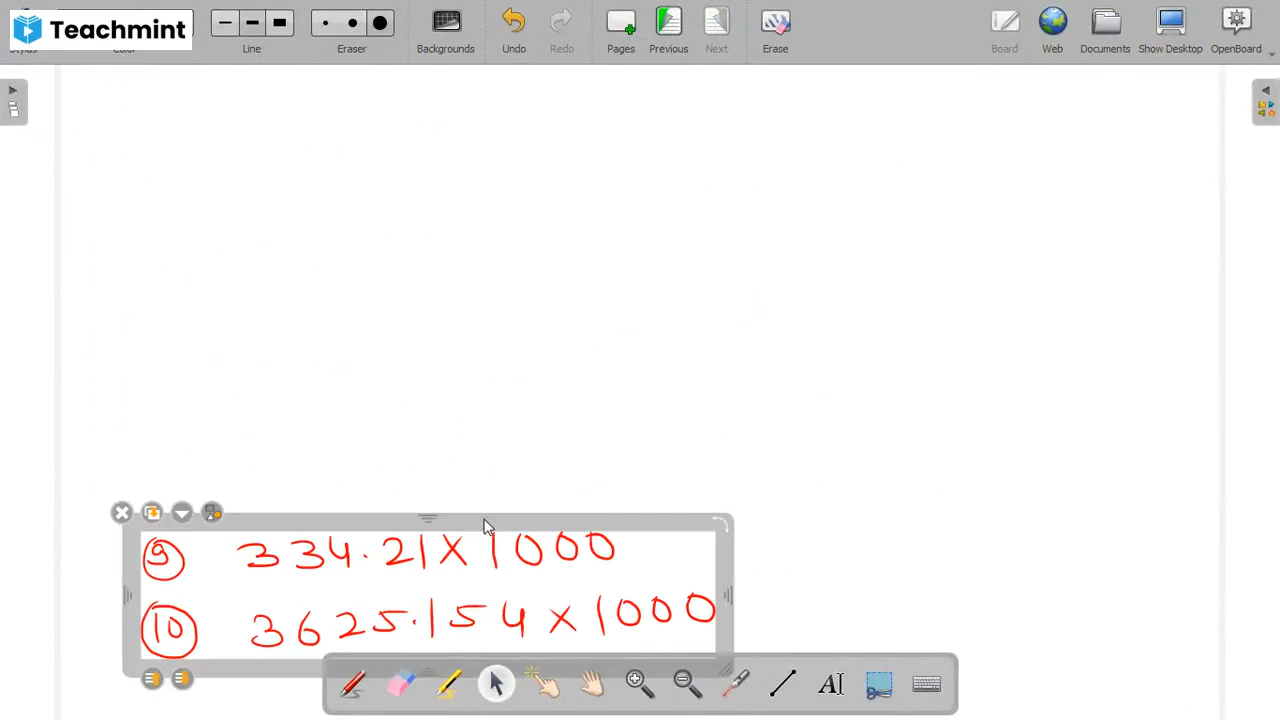 Teachmint
Line
Eraser
Backgrounds
Undo
Redo
Pages
Previous
Next
Erase
Board
Web
Documents
Show Desktop
OpenBoard
9 334.21 X 1000
10 3625.154 X 1000